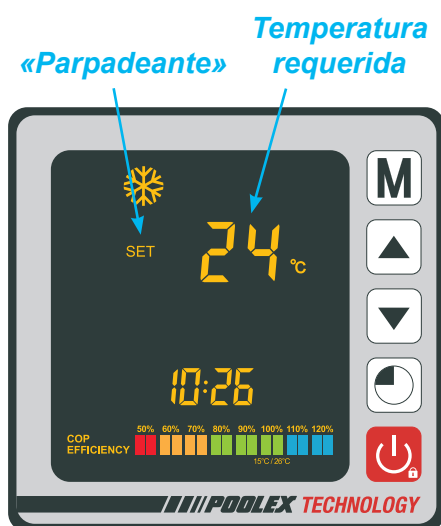 «Parpadeante»
Temperatura
requerida
M
SET
24 °C
10:26
50% 60% 70% 80% 90% 100% 110% 120%
COP
EFFICIENCY
15°C / 26°C
POOLEX TECHNOLOGY